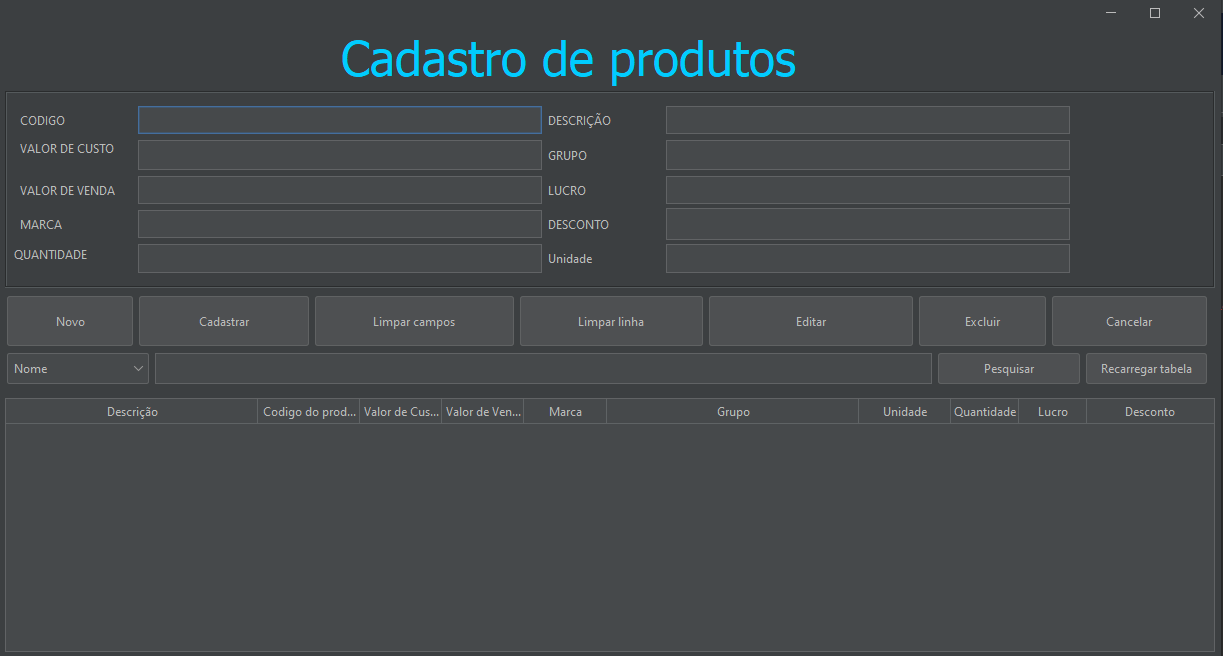 Cadastro de produtos
CODIGO DESCRIÇÃO
VALOR DE CUSTO GRUPO
VALOR DE VENDA LUCRO
MARCA DESCONTO
QUANTIDADE Unidade
Novo Cadastrar Limpar campos Limpar linha Editar Excluir Cancelar
Nome Pesquisar Recarregar tabela
Descrição Codigo do prod... Valor de Cus... Valor de Ven... Marca Grupo Unidade Quantidade Lucro Desconto